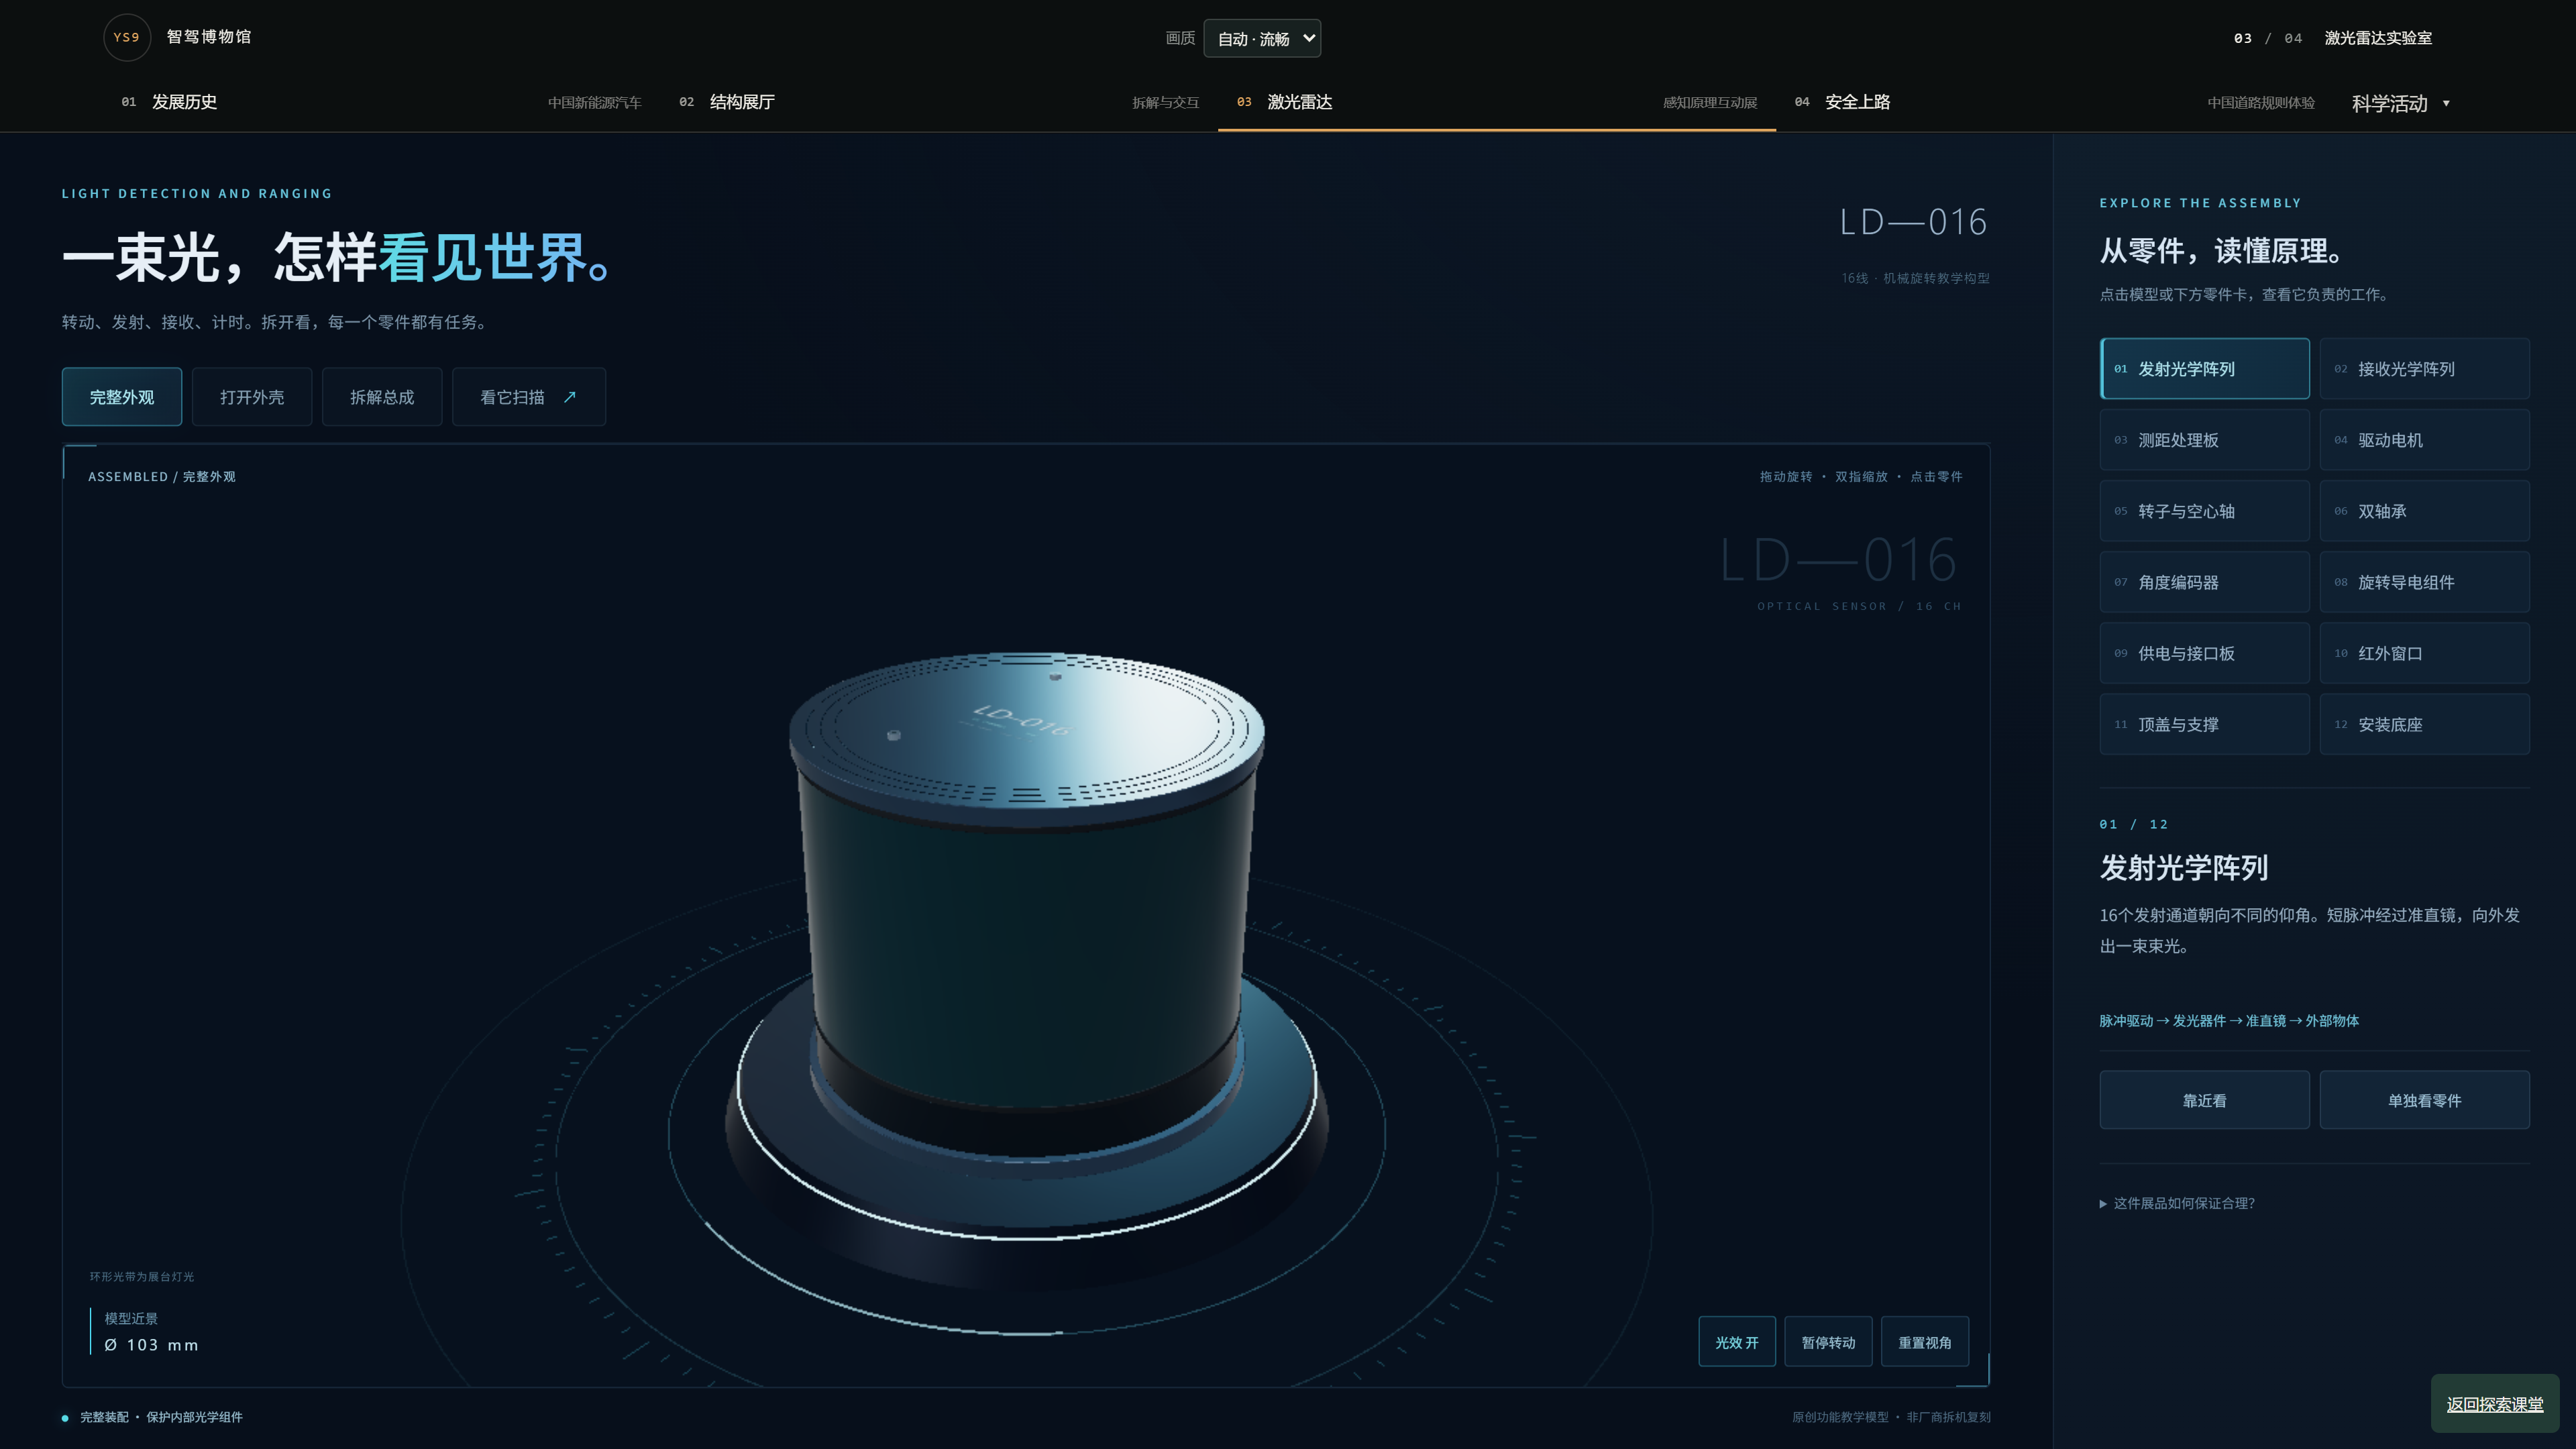 YS9 智驾博物馆
画质 自动 · 流畅
03 / 04 激光雷达实验室
01 发展历史 中国新能源汽车
02 结构展厅 拆解与交互
03 激光雷达 感知原理互动展
04 安全上路 中国道路规则体验
科学活动 ▼
LIGHT DETECTION AND RANGING
一束光，怎样看见世界。
转动、发射、接收、计时。拆开看，每一个零件都有任务。
LD—016
16线 · 机械旋转教学构型
完整外观
打开外壳
拆解总成
看它扫描 ↗
ASSEMBLED / 完整外观
拖动旋转 · 双指缩放 · 点击零件
LD—016
OPTICAL SENSOR / 16 CH
LD—016
环形光带为展台灯光
模型近景
Ø 103 mm
光效 开
暂停转动
重置视角
完整装配 · 保护内部光学组件
原创功能教学模型 · 非厂商拆机复刻
EXPLORE THE ASSEMBLY
从零件，读懂原理。
点击模型或下方零件卡，查看它负责的工作。
01 发射光学阵列
02 接收光学阵列
03 测距处理板
04 驱动电机
05 转子与空心轴
06 双轴承
07 角度编码器
08 旋转导电组件
09 供电与接口板
10 红外窗口
11 顶盖与支撑
12 安装底座
01 / 12
发射光学阵列
16个发射通道朝向不同的仰角。短脉冲经过准直镜，向外发
出一束束光。
脉冲驱动 → 发光器件 → 准直镜 → 外部物体
靠近看
单独看零件
▶ 这件展品如何保证合理？
返回探索课堂